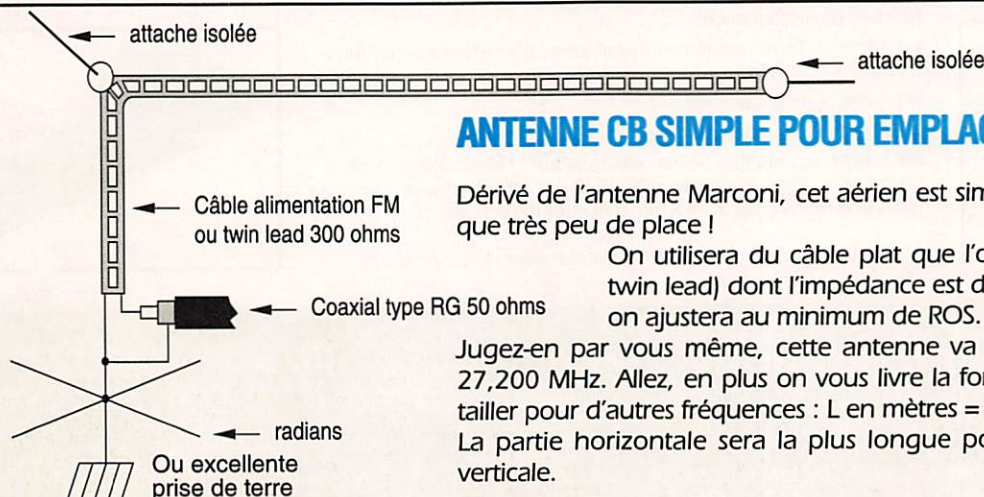 attache isolée
attache isolée
Câble alimentation FM
ou twin lead 300 ohms
Coaxial type RG 50 ohms
radians
Ou excellente
prise de terre
ANTENNE CB SIMPLE POUR
Dérivé de l'antenne Marconi, cet aérien est
que très peu de place !
On utilisera du câble plat que
twin lead) dont l'impédance est
on ajustera au minimum de ROS.
Jugez-en par vous même, cette antenne va
27,200 MHz. Allez, en plus on vous livre la
tailler pour d'autres fréquences : L en mètres =
La partie horizontale sera la plus longue
verticale.